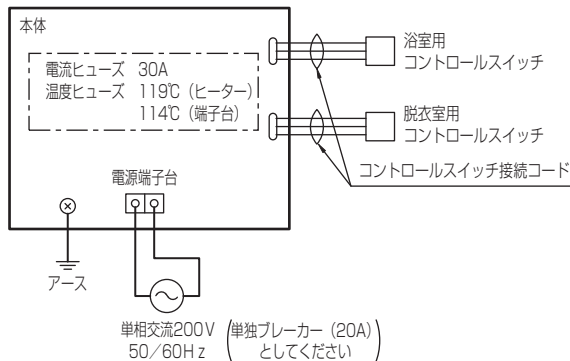 本体
電流ヒューズ 30A
温度ヒューズ 119℃（ヒーター）
114℃（端子台）
浴室用
コントロールスイッチ
脱衣室用
コントロールスイッチ
コントロールスイッチ接続コード
電源端子台
アース
単相交流200V
50／60Hz
（単独ブレーカー（20A）
としてください）